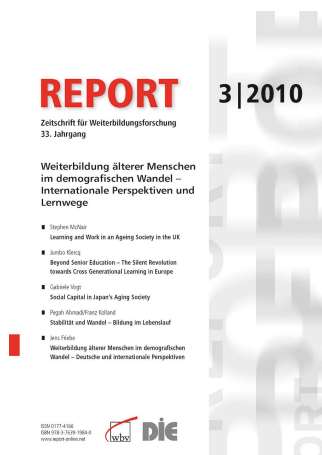 REPORT
3|2010
Zeitschrift für Weiterbildungsforschung
33. Jahrgang
Weiterbildung älterer Menschen
im demografischen Wandel –
Internationale Perspektiven und
Lernwege
Stephen McNair
Learning and Work in an Ageing Society in the UK
Jumbo Klercq
Beyond Senior Education – The Silent Revolution
towards Cross Generational Learning in Europe
Gabriele Vogt
Social Capital in Japan's Aging Society
Pegah Ahmadi/Franz Kolland
Stabilität und Wandel – Bildung im Lebenslauf
Jens Friebe
Weiterbildung älterer Menschen im demografischen
Wandel – Deutsche und internationale Perspektiven
ISSN 0177-4166
ISBN 978-3-7639-1984-0
www.report-online.net
wbv
DIE